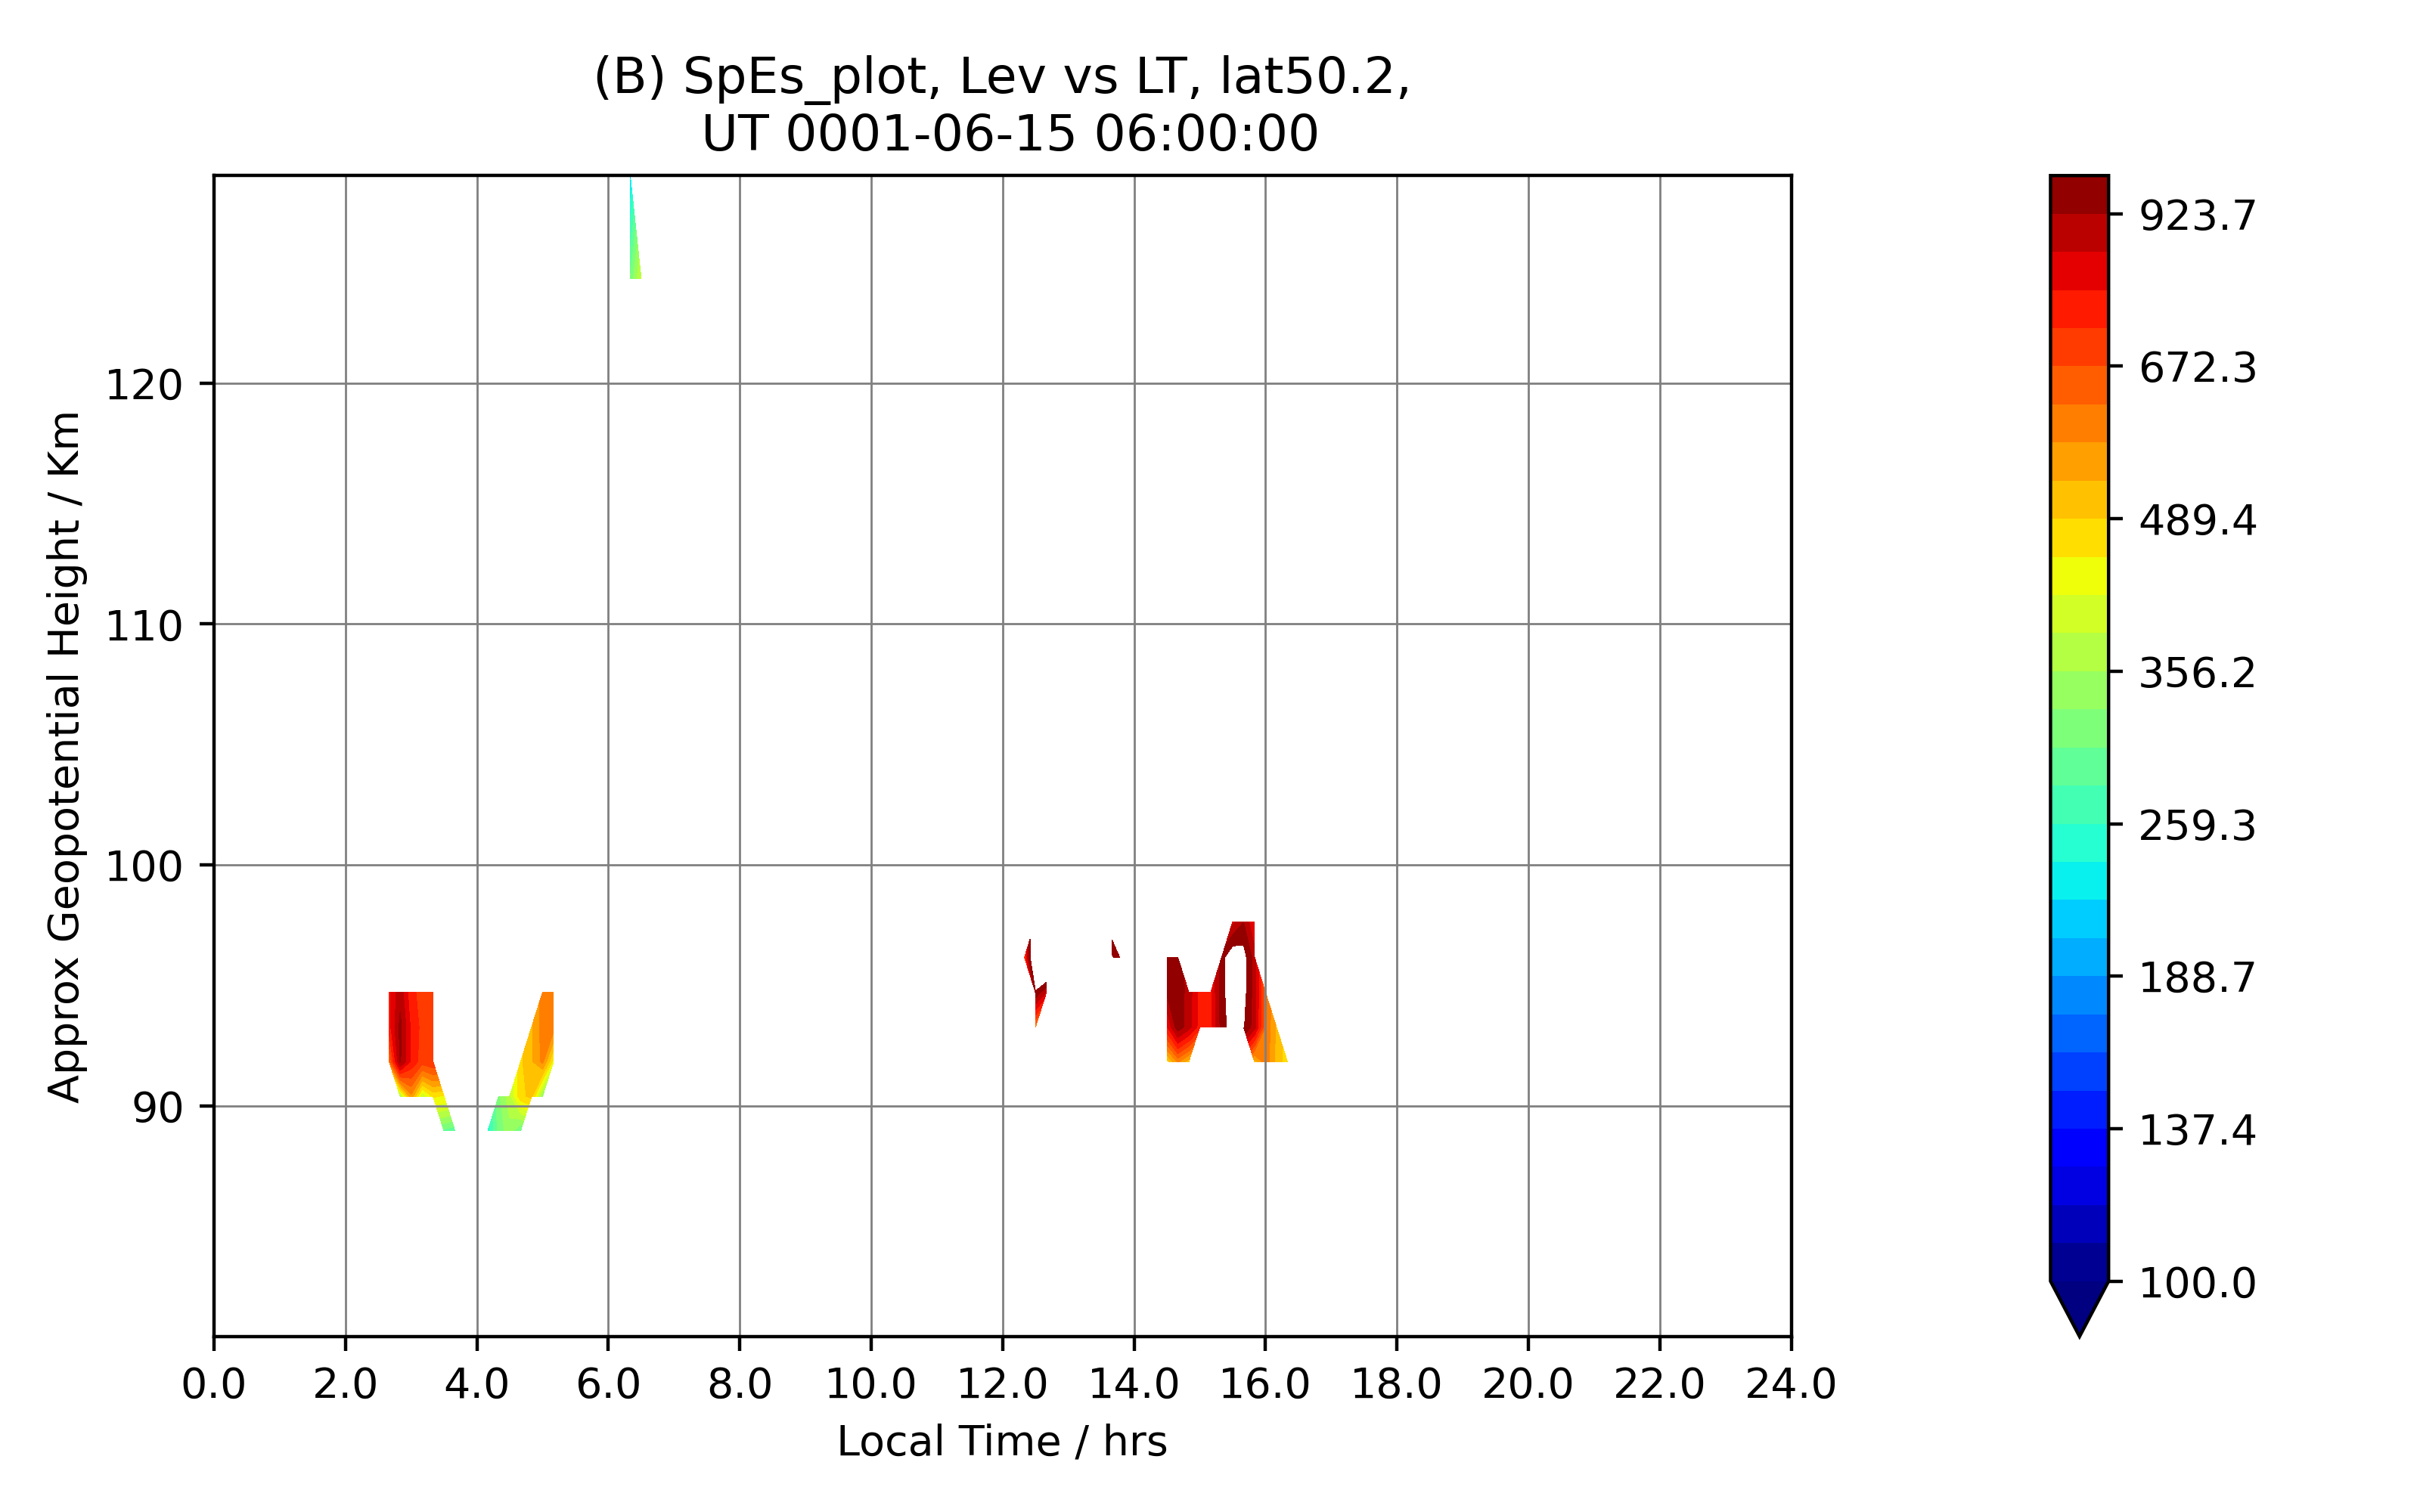 (B) SpEs_plot, Lev vs LT, lat50.2,
UT 0001-06-15 06:00:00
Approx Geopotential Height / Km
120
110
100
90
0.0 2.0 4.0 6.0 8.0 10.0 12.0 14.0 16.0 18.0 20.0 22.0 24.0
Local Time / hrs
923.7
672.3
489.4
356.2
259.3
188.7
137.4
100.0